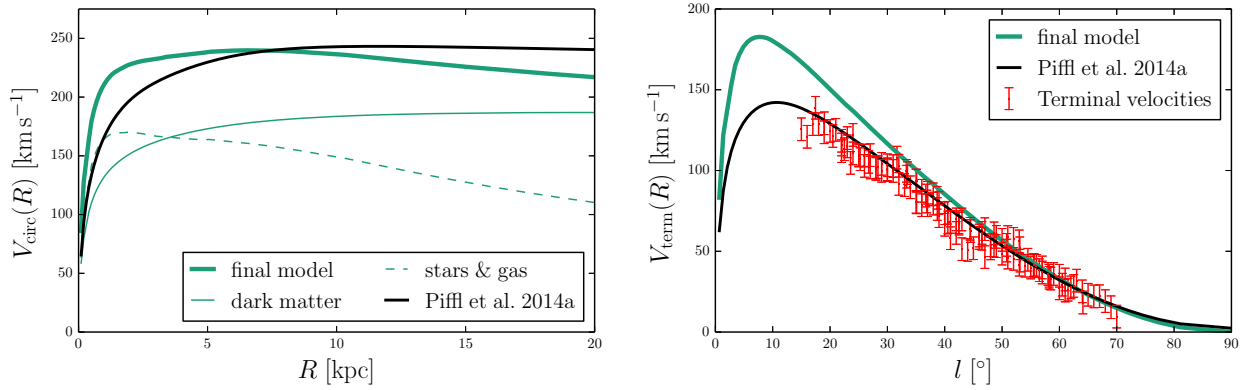 V_circ(R) [km s⁻¹]
250
200
150
100
50
0
final model
dark matter
stars & gas
Piffl et al. 2014a
0 5 10 15 20
R [kpc]
V_term(R) [km s⁻¹]
200
150
100
50
0
final model
Piffl et al. 2014a
Terminal velocities
0 10 20 30 40 50 60 70 80 90
l [°]